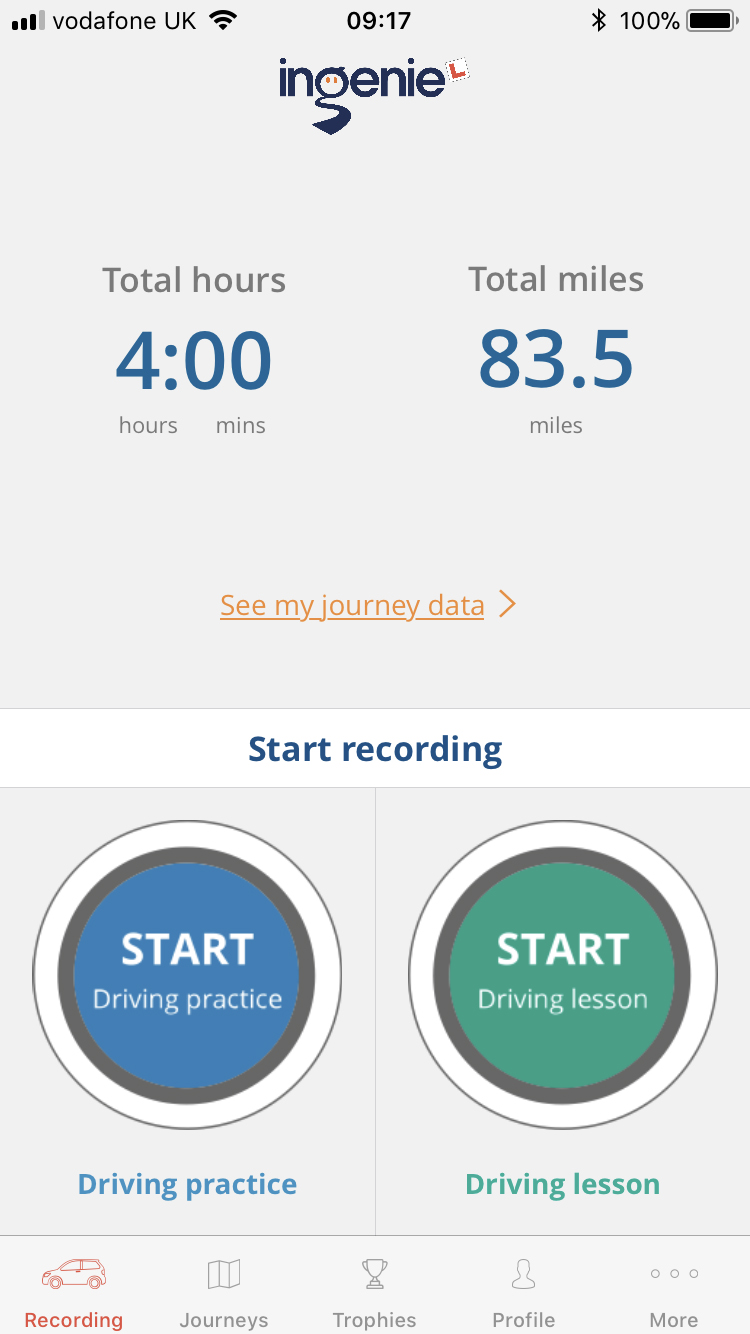 vodafone UK 09:17 100%
ingenie L
Total hours Total miles
4:00 83.5
hours mins miles
See my journey data
Start recording
START START
Driving practice Driving lesson
Driving practice Driving lesson
Recording Journeys Trophies Profile More